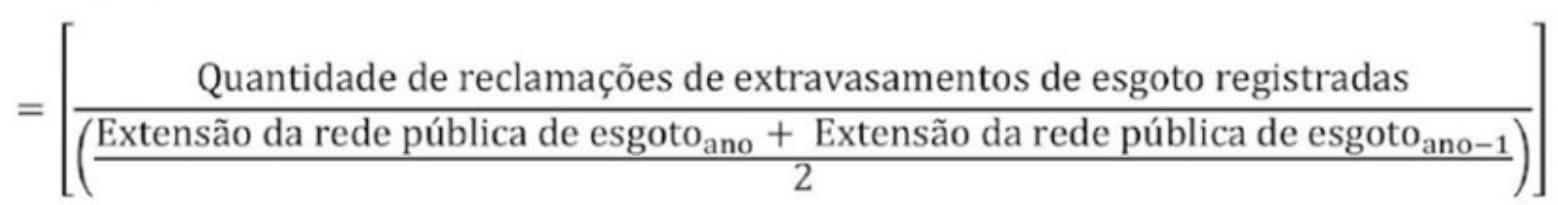 Quantidade de reclamações de extravasamentos de esgoto registradas
=
Extensão da rede pública de esgoto_ano + Extensão da rede pública de esgoto_ano−1
2